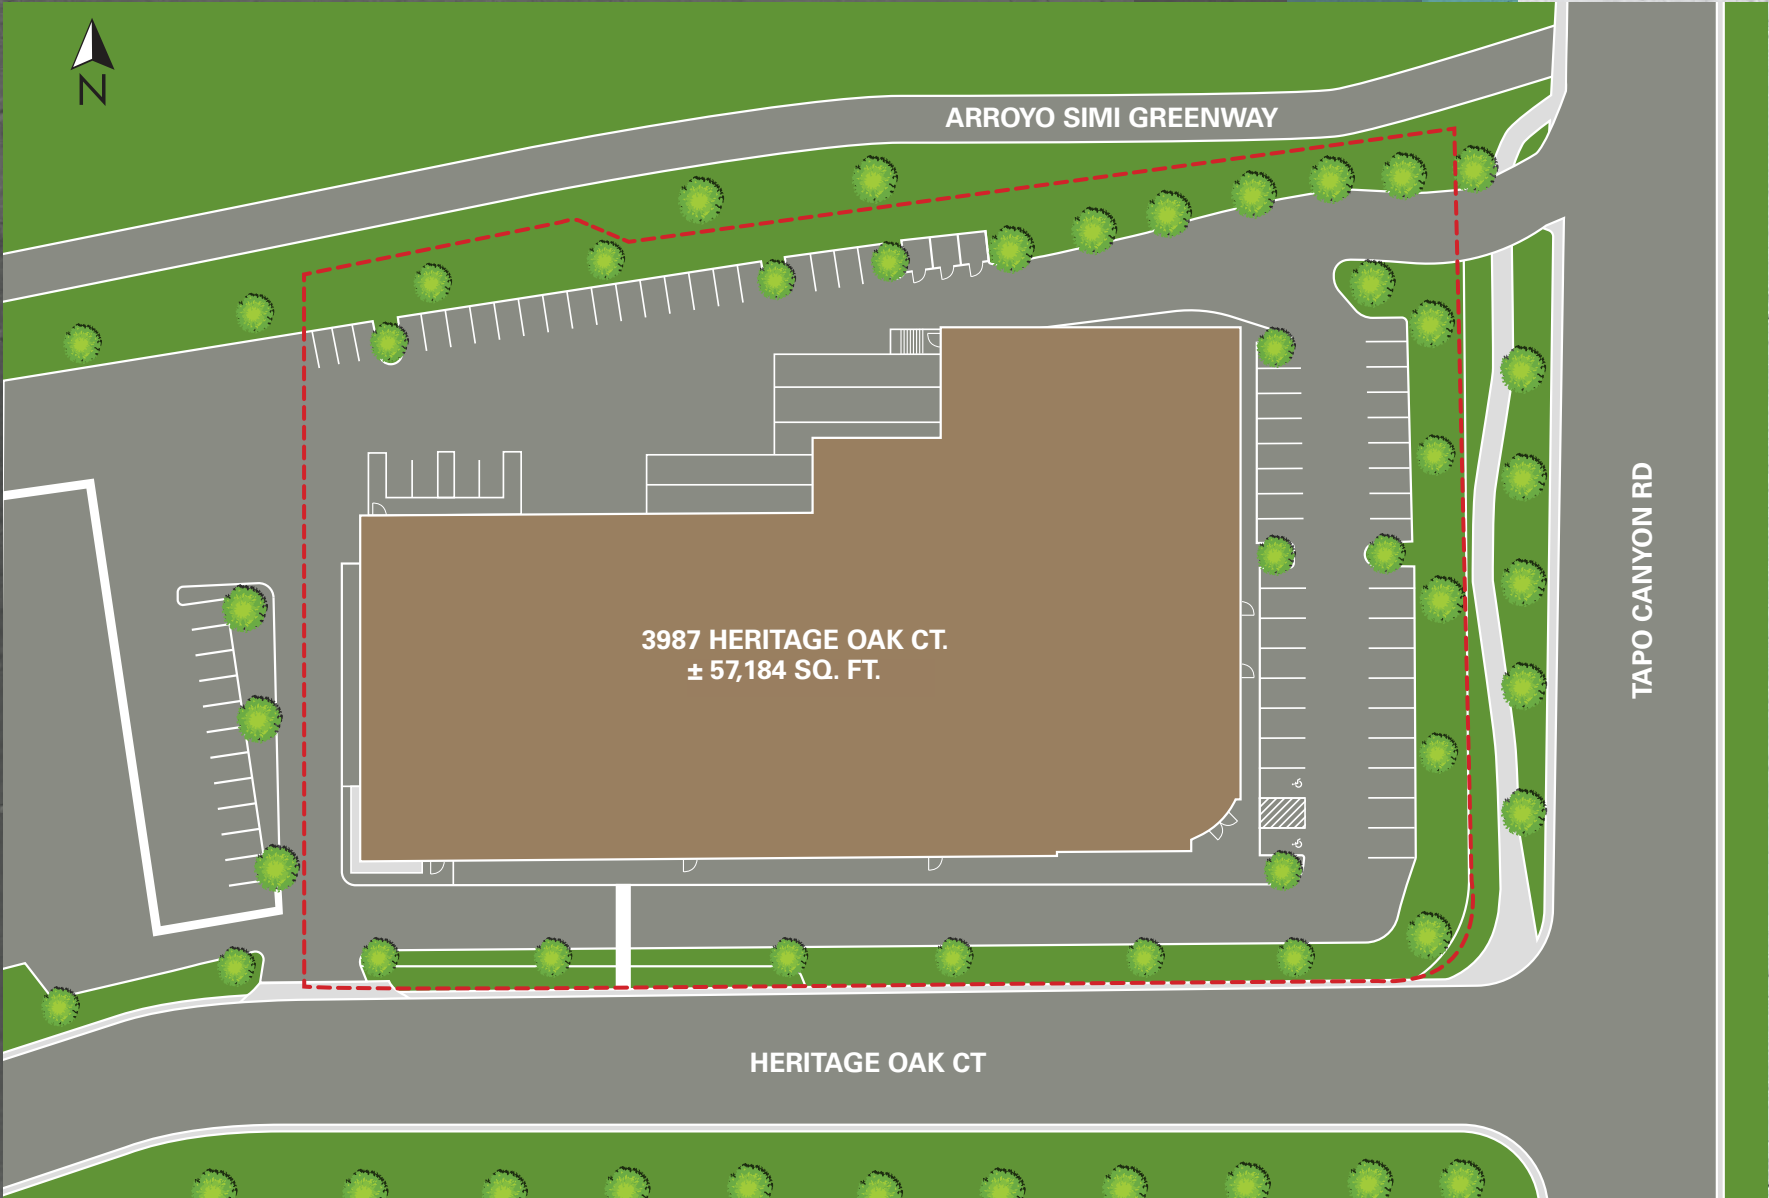 N
ARROYO SIMI GREENWAY
3987 HERITAGE OAK CT.
± 57,184 SQ. FT.
TAPO CANYON RD
HERITAGE OAK CT